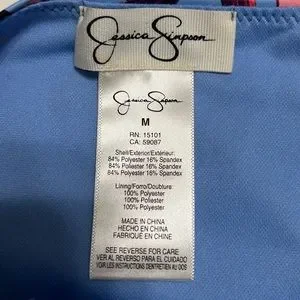 Jessica Simpson
Jessica Simpson
M
RN: 15101
CA: 59087
Shell/Exterior/Extérieur:
84% Polyester 16% Spandex
84% Poliester 16% Spandex
84% Polyester 16% Spandex
Lining/Forro/Doublure:
100% Polyester
100% Poliester
100% Polyester
MADE IN CHINA
HECHO EN CHINA
FABRIQUÉ EN CHINE
SEE REVERSE FOR CARE
VER AL REVERSO PARA EL CUIDADO
VOIR LES INSTRUCTIONS D'ENTRETIEN AU DOS